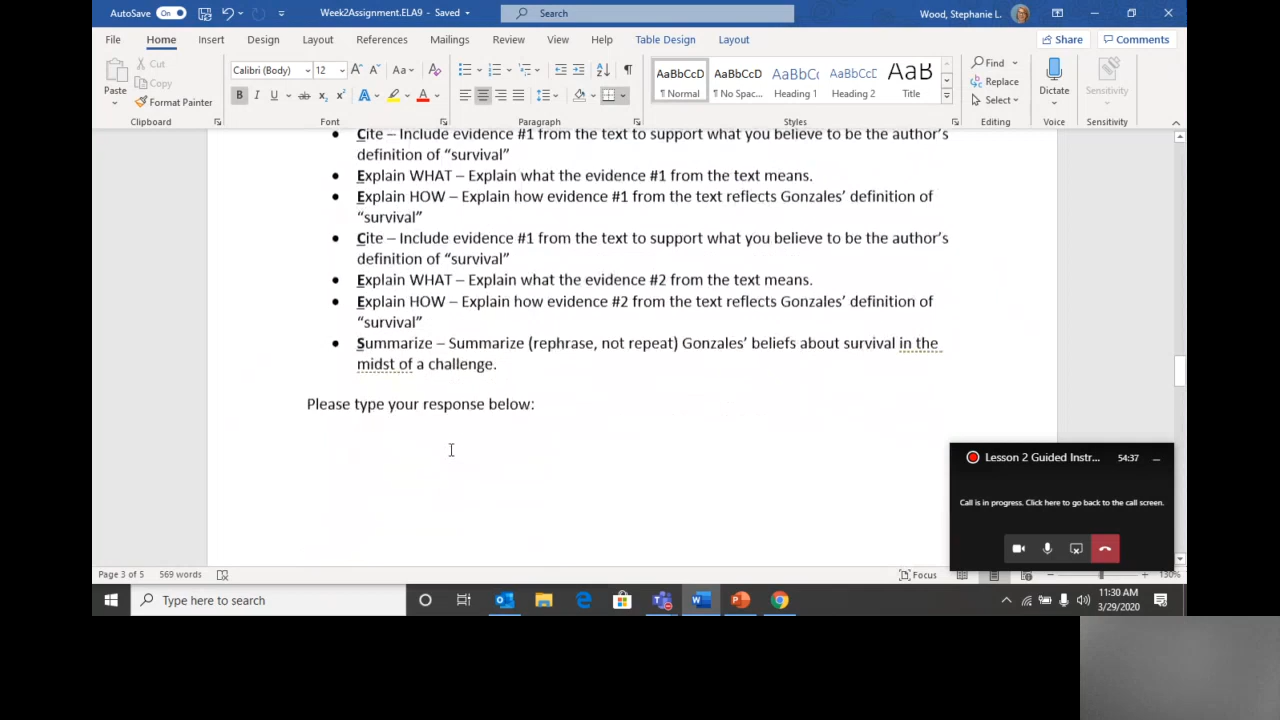 AutoSave On Week2Assignment.ELA9 - Saved Search Wood, Stephanie L.
File Home Insert Design Layout References Mailings Review View Help Table Design Layout Share Comments
Paste Cut Copy Format Painter
Clipboard
Calibri (Body) 12 Aa
B I U ab x₂ x² A A
Font
Paragraph
AaBbCcD ¶ Normal
AaBbCcD ¶ No Spac...
AaBbCc Heading 1
AaBbCcD Heading 2
AaB Title
Styles
Find Replace Select
Editing
Dictate
Voice
Sensitivity
Sensitivity
• Cite – Include evidence #1 from the text to support what you believe to be the author’s
definition of “survival”
• Explain WHAT – Explain what the evidence #1 from the text means.
• Explain HOW – Explain how evidence #1 from the text reflects Gonzales’ definition of
“survival”
• Cite – Include evidence #1 from the text to support what you believe to be the author’s
definition of “survival”
• Explain WHAT – Explain what the evidence #2 from the text means.
• Explain HOW – Explain how evidence #2 from the text reflects Gonzales’ definition of
“survival”
• Summarize – Summarize (rephrase, not repeat) Gonzales’ beliefs about survival in the
midst of a challenge.
Please type your response below:
Lesson 2 Guided Instr... 54:37
Call is in progress. Click here to go back to the call screen.
Page 3 of 5 569 words Focus 130%
Type here to search 11:30 AM
3/29/2020